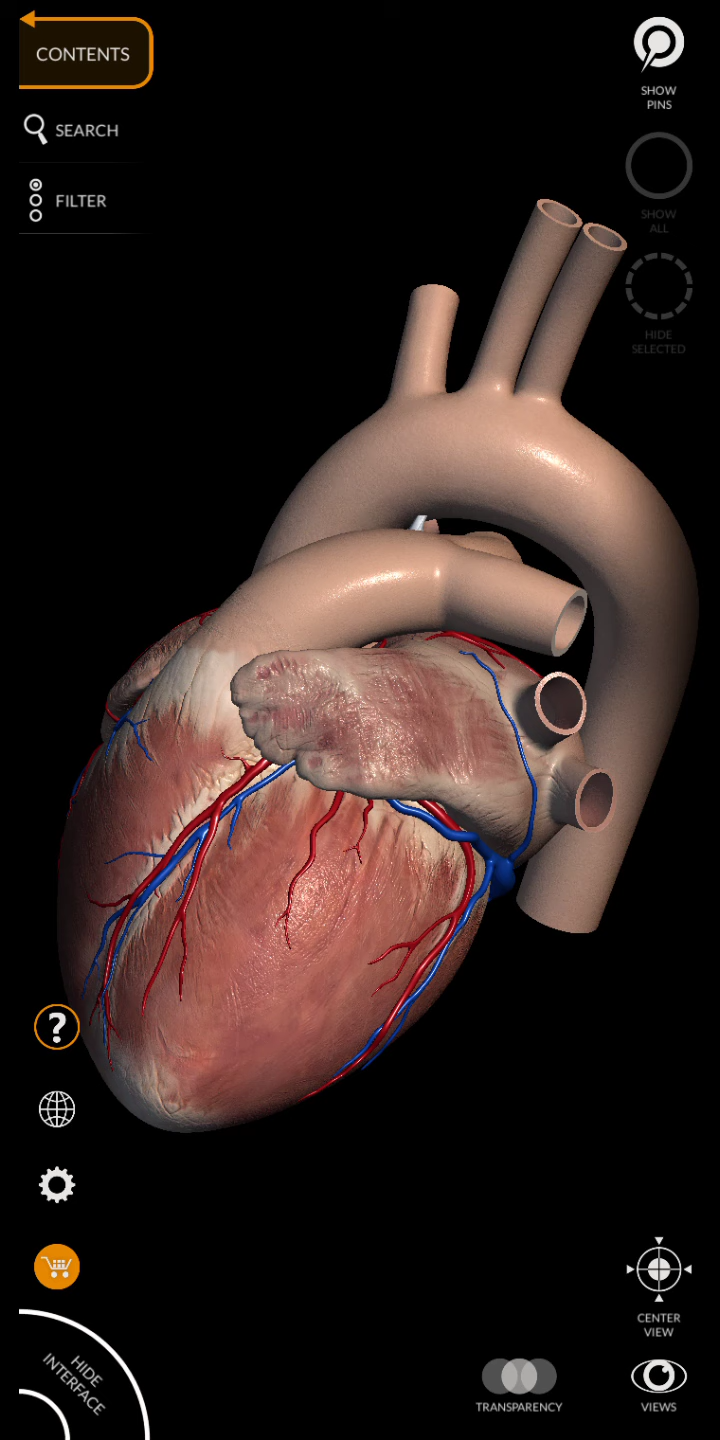 CONTENTS
SEARCH
FILTER
SHOW
PINS
SHOW
ALL
HIDE
SELECTED
?
HIDE
INTERFACE
CENTER
VIEW
TRANSPARENCY
VIEWS